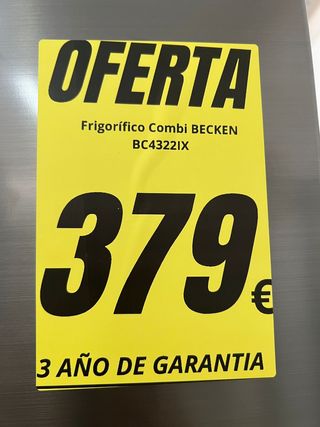 OFERTA
Frigorífico Combi BECKEN
BC4322IX
379€
3 AÑO DE GARANTIA